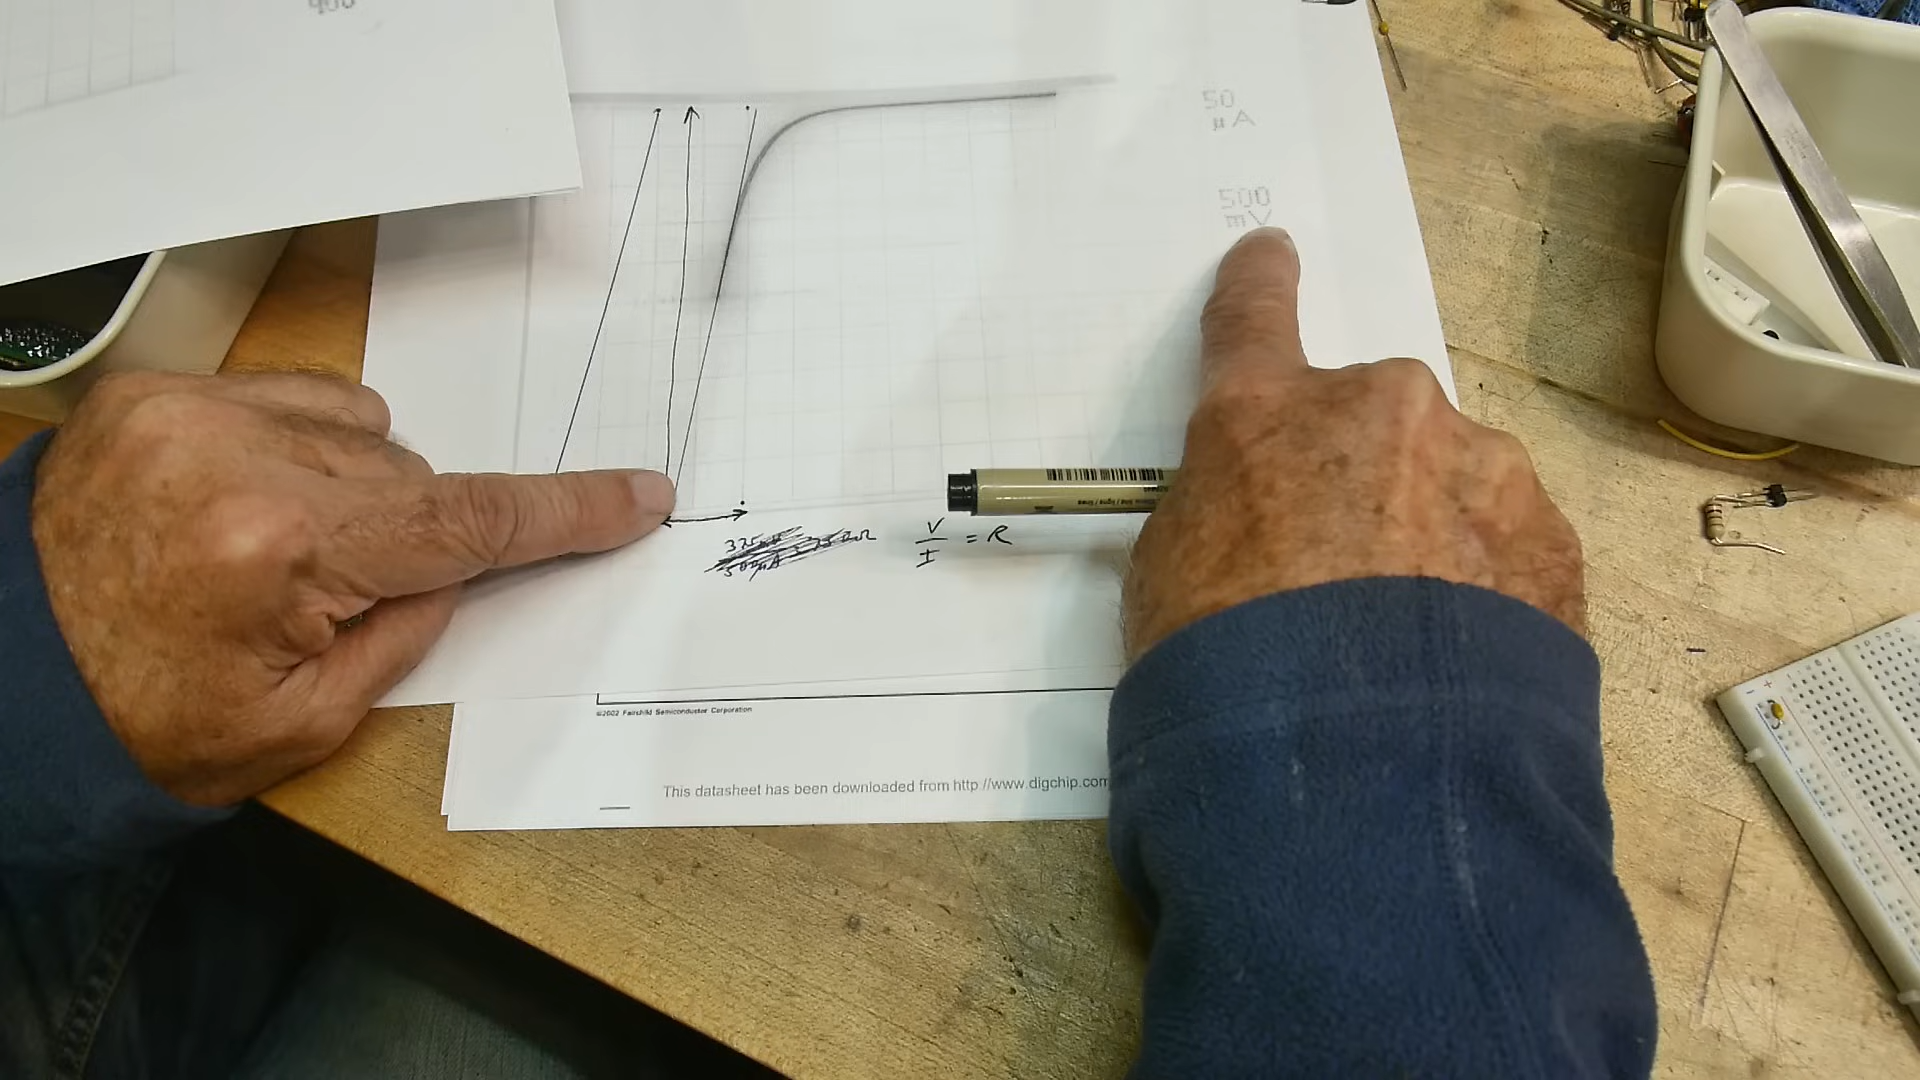 50
µA
500
mV
V
I
= R
©2002 Fairchild Semiconductor Corporation
This datasheet has been downloaded from http://www.digchip.com